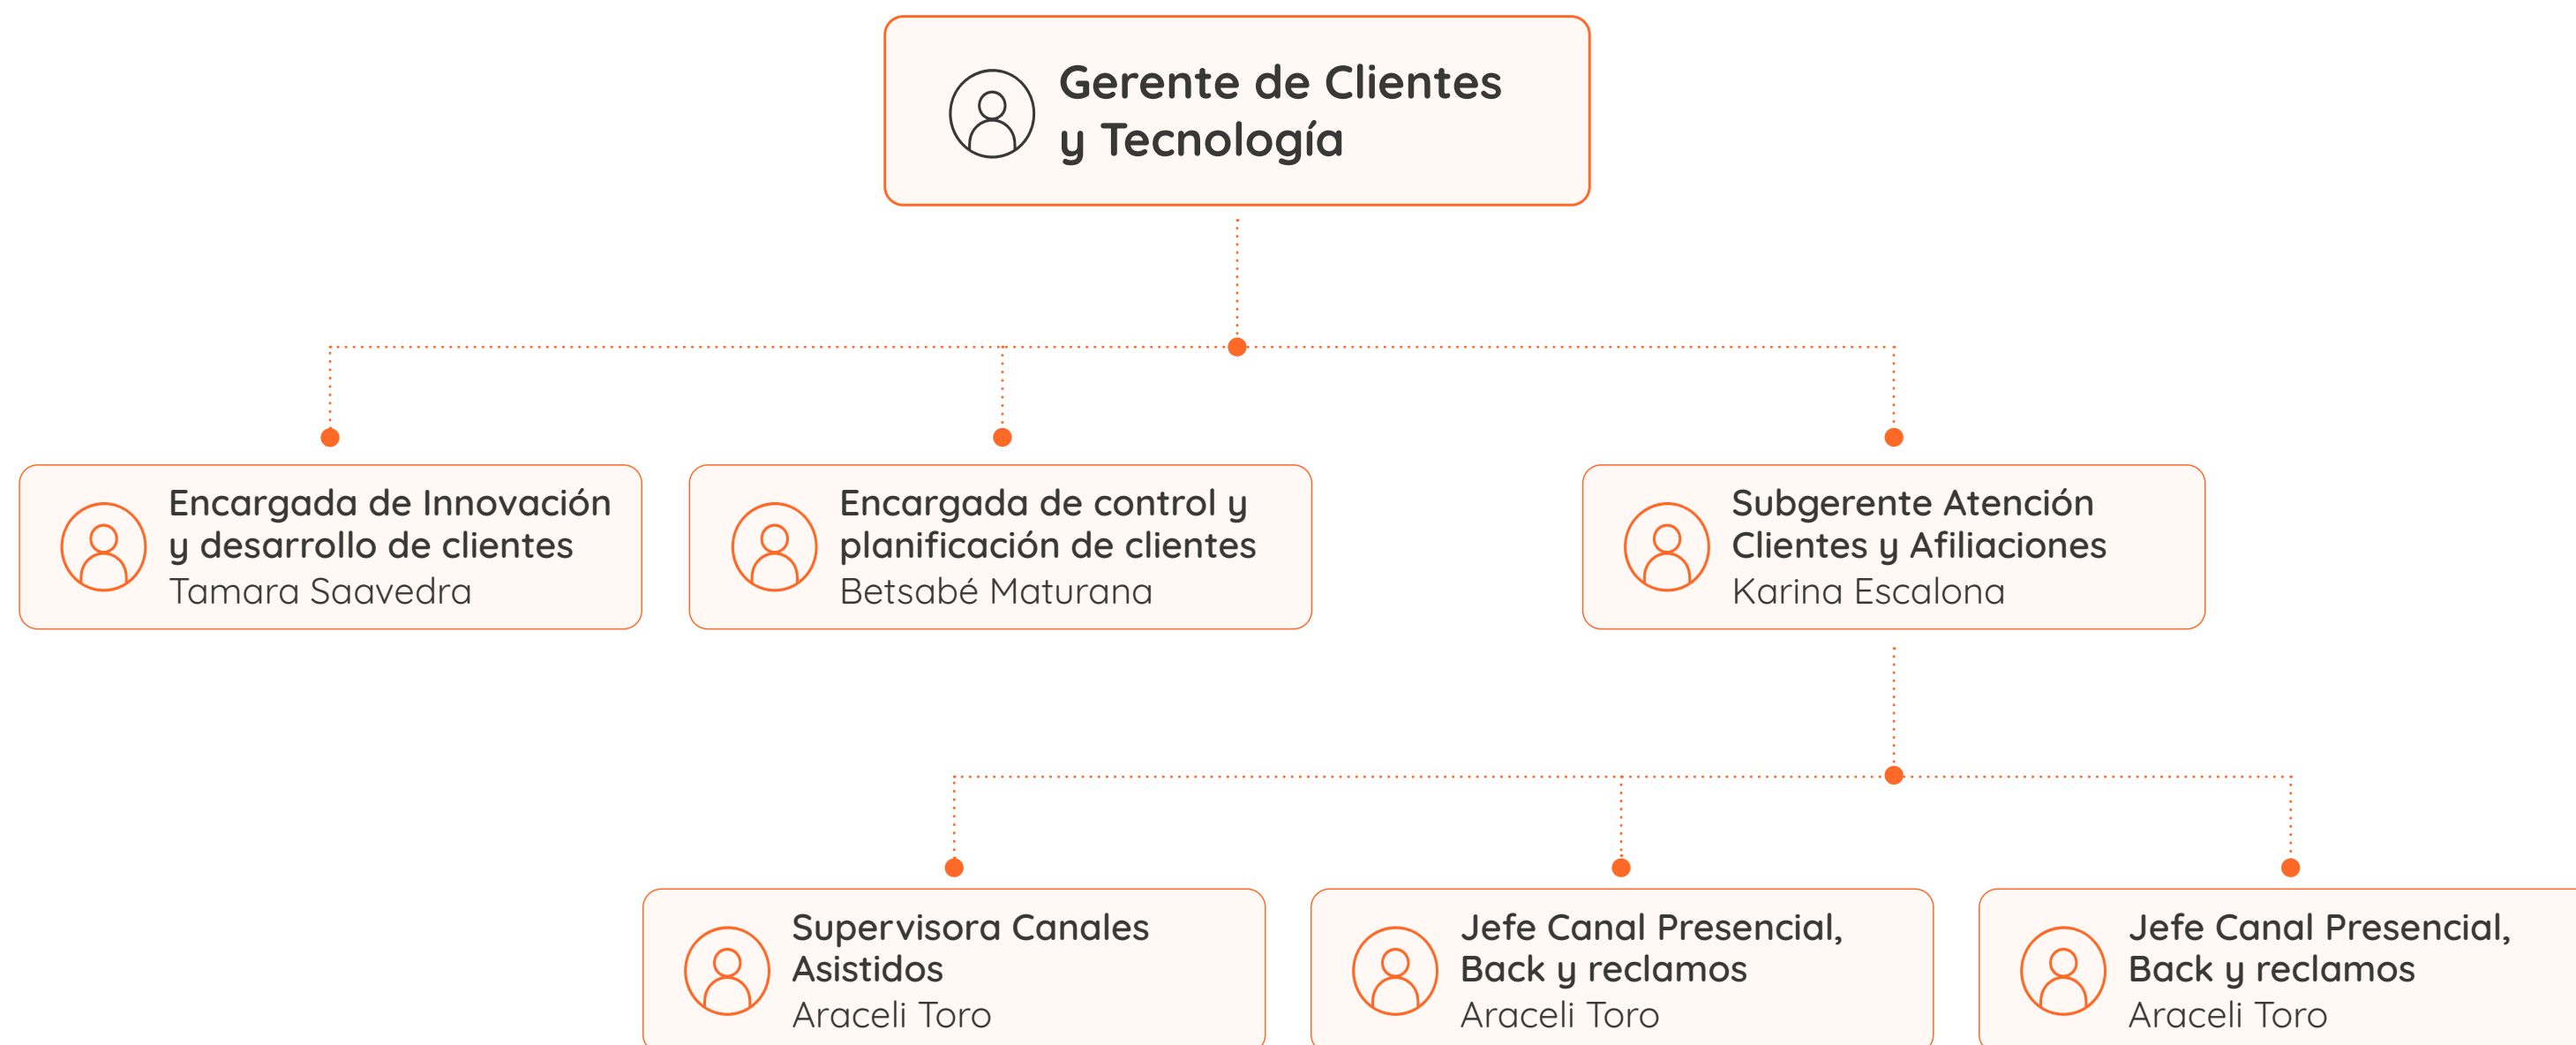 Gerente de Clientes
y Tecnología
Encargada de Innovación
y desarrollo de clientes
Tamara Saavedra
Encargada de control y
planificación de clientes
Betsabé Maturana
Subgerente Atención
Clientes y Afiliaciones
Karina Escalona
Supervisora Canales
Asistidos
Araceli Toro
Jefe Canal Presencial,
Back y reclamos
Araceli Toro
Jefe Canal Presencial,
Back y reclamos
Araceli Toro